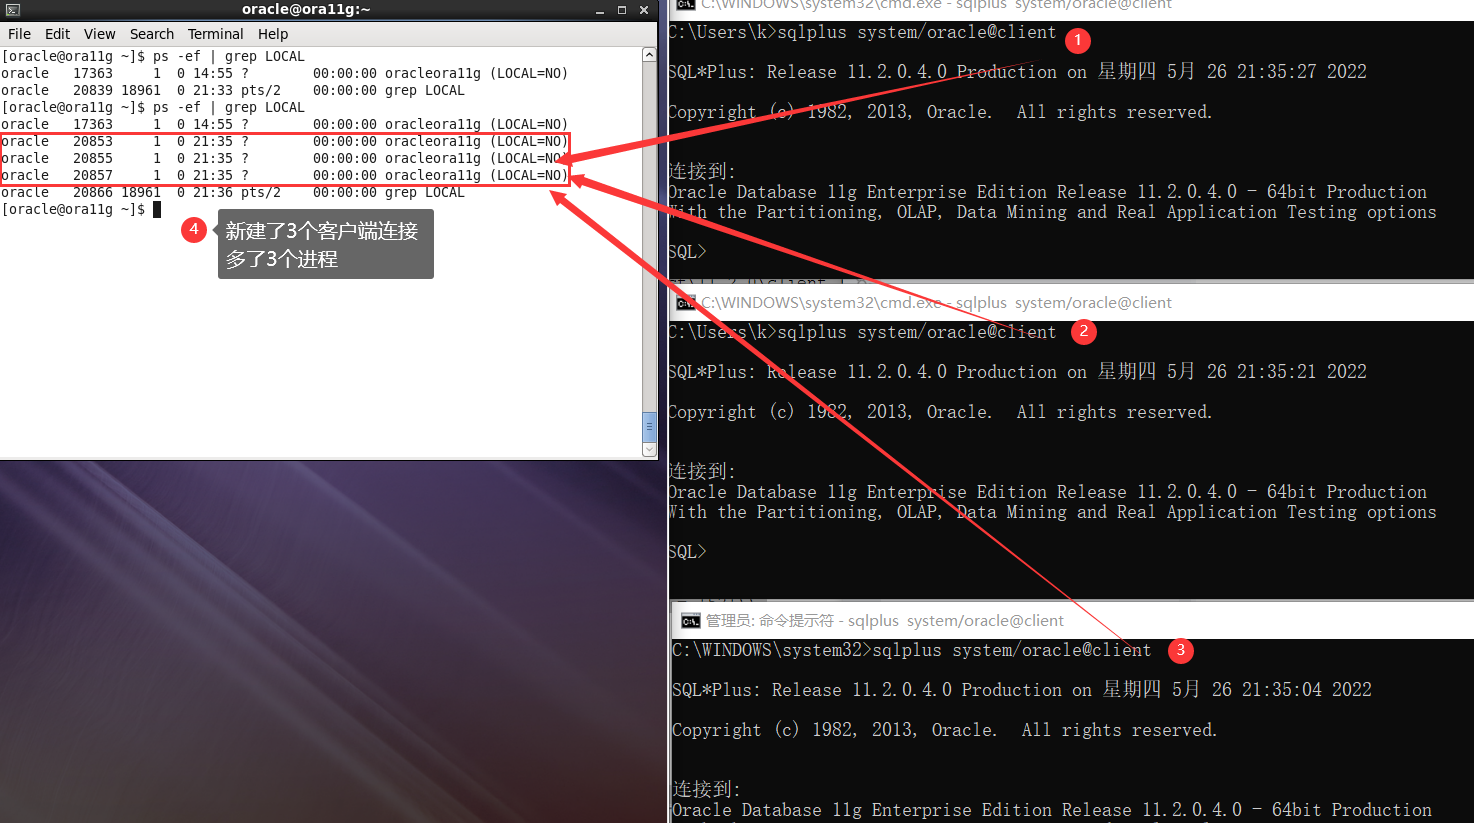 oracle@ora11g:~
File Edit View Search Terminal Help
[oracle@ora11g ~]$ ps -ef | grep LOCAL
oracle 17363 1 0 14:55 ? 00:00:00 oracleora11g (LOCAL=NO)
oracle 20839 18961 0 21:33 pts/2 00:00:00 grep LOCAL
[oracle@ora11g ~]$ ps -ef | grep LOCAL
oracle 17363 1 0 14:55 ? 00:00:00 oracleora11g (LOCAL=NO)
oracle 20853 1 0 21:35 ? 00:00:00 oracleora11g (LOCAL=NO)
oracle 20855 1 0 21:35 ? 00:00:00 oracleora11g (LOCAL=NO)
oracle 20857 1 0 21:35 ? 00:00:00 oracleora11g (LOCAL=NO)
oracle 20866 18961 0 21:36 pts/2 00:00:00 grep LOCAL
[oracle@ora11g ~]$
4
新建了3个客户端连接
多了3个进程
C:\WINDOWS\system32\cmd.exe - sqlplus system/oracle@client
C:\Users\k>sqlplus system/oracle@client
1
SQL*Plus: Release 11.2.0.4.0 Production on 星期四 5月 26 21:35:27 2022
Copyright (c) 1982, 2013, Oracle. All rights reserved.
连接到:
Oracle Database 11g Enterprise Edition Release 11.2.0.4.0 - 64bit Production
With the Partitioning, OLAP, Data Mining and Real Application Testing options
SQL>
C:\WINDOWS\system32\cmd.exe - sqlplus system/oracle@client
C:\Users\k>sqlplus system/oracle@client
2
SQL*Plus: Release 11.2.0.4.0 Production on 星期四 5月 26 21:35:21 2022
Copyright (c) 1982, 2013, Oracle. All rights reserved.
连接到:
Oracle Database 11g Enterprise Edition Release 11.2.0.4.0 - 64bit Production
With the Partitioning, OLAP, Data Mining and Real Application Testing options
SQL>
管理员: 命令提示符 - sqlplus system/oracle@client
C:\WINDOWS\system32>sqlplus system/oracle@client
3
SQL*Plus: Release 11.2.0.4.0 Production on 星期四 5月 26 21:35:04 2022
Copyright (c) 1982, 2013, Oracle. All rights reserved.
连接到:
Oracle Database 11g Enterprise Edition Release 11.2.0.4.0 - 64bit Production